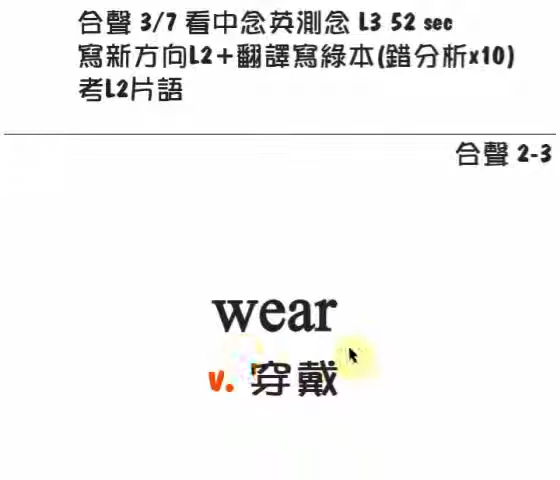 合聲 3/7 看中念英測念 L3 52 sec
寫新方向L2+翻譯寫綠本(錯分析x10)
考L2片語
合聲 2-3
wear
v. 穿戴